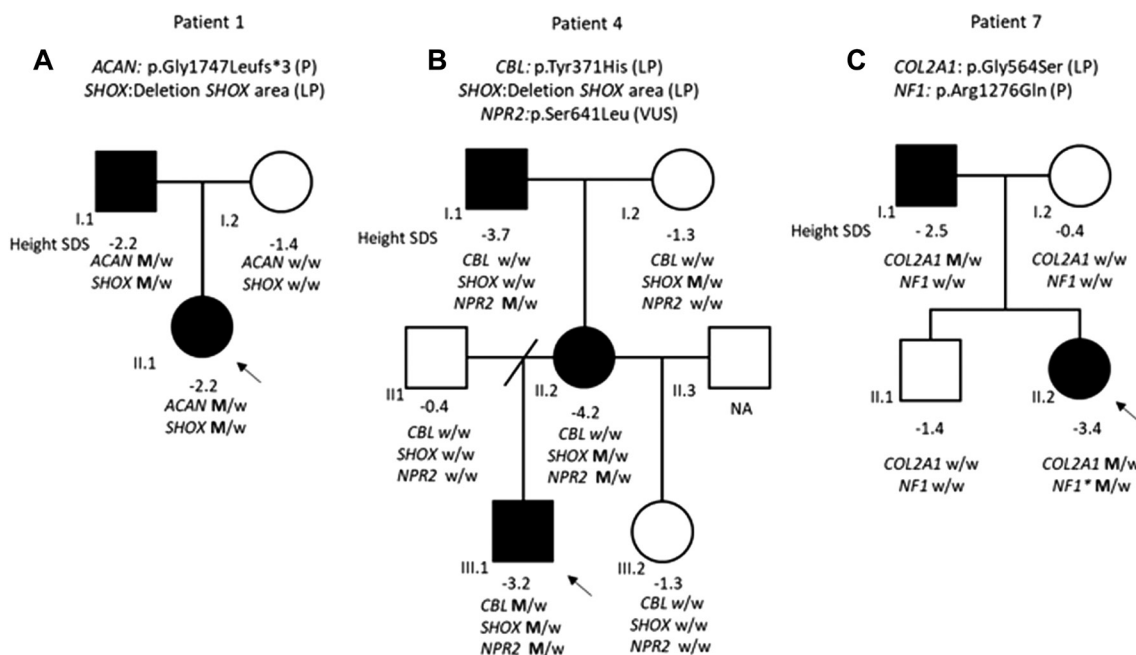 Patient 1
A
ACAN: p.Gly1747Leufs*3 (P)
SHOX:Deletion SHOX area (LP)
I.1
I.2
Height SDS
-2.2
ACAN M/w
SHOX M/w
-1.4
ACAN w/w
SHOX w/w
II.1
-2.2
ACAN M/w
SHOX M/w
Patient 4
B
CBL: p.Tyr371His (LP)
SHOX:Deletion SHOX area (LP)
NPR2:p.Ser641Leu (VUS)
I.1
I.2
Height SDS
-3.7
CBL w/w
SHOX w/w
NPR2 M/w
-1.3
CBL w/w
SHOX M/w
NPR2 w/w
II1
-0.4
CBL w/w
SHOX w/w
NPR2 w/w
II.2
-4.2
CBL w/w
SHOX M/w
NPR2 M/w
II.3
NA
III.1
-3.2
CBL M/w
SHOX M/w
NPR2 M/w
III.2
-1.3
CBL w/w
SHOX w/w
NPR2 w/w
Patient 7
C
COL2A1: p.Gly564Ser (LP)
NF1: p.Arg1276Gln (P)
I.1
I.2
Height SDS
- 2.5
COL2A1 M/w
NF1 w/w
-0.4
COL2A1 w/w
NF1 w/w
II.1
-1.4
COL2A1 w/w
NF1 w/w
II.2
-3.4
COL2A1 M/w
NF1* M/w